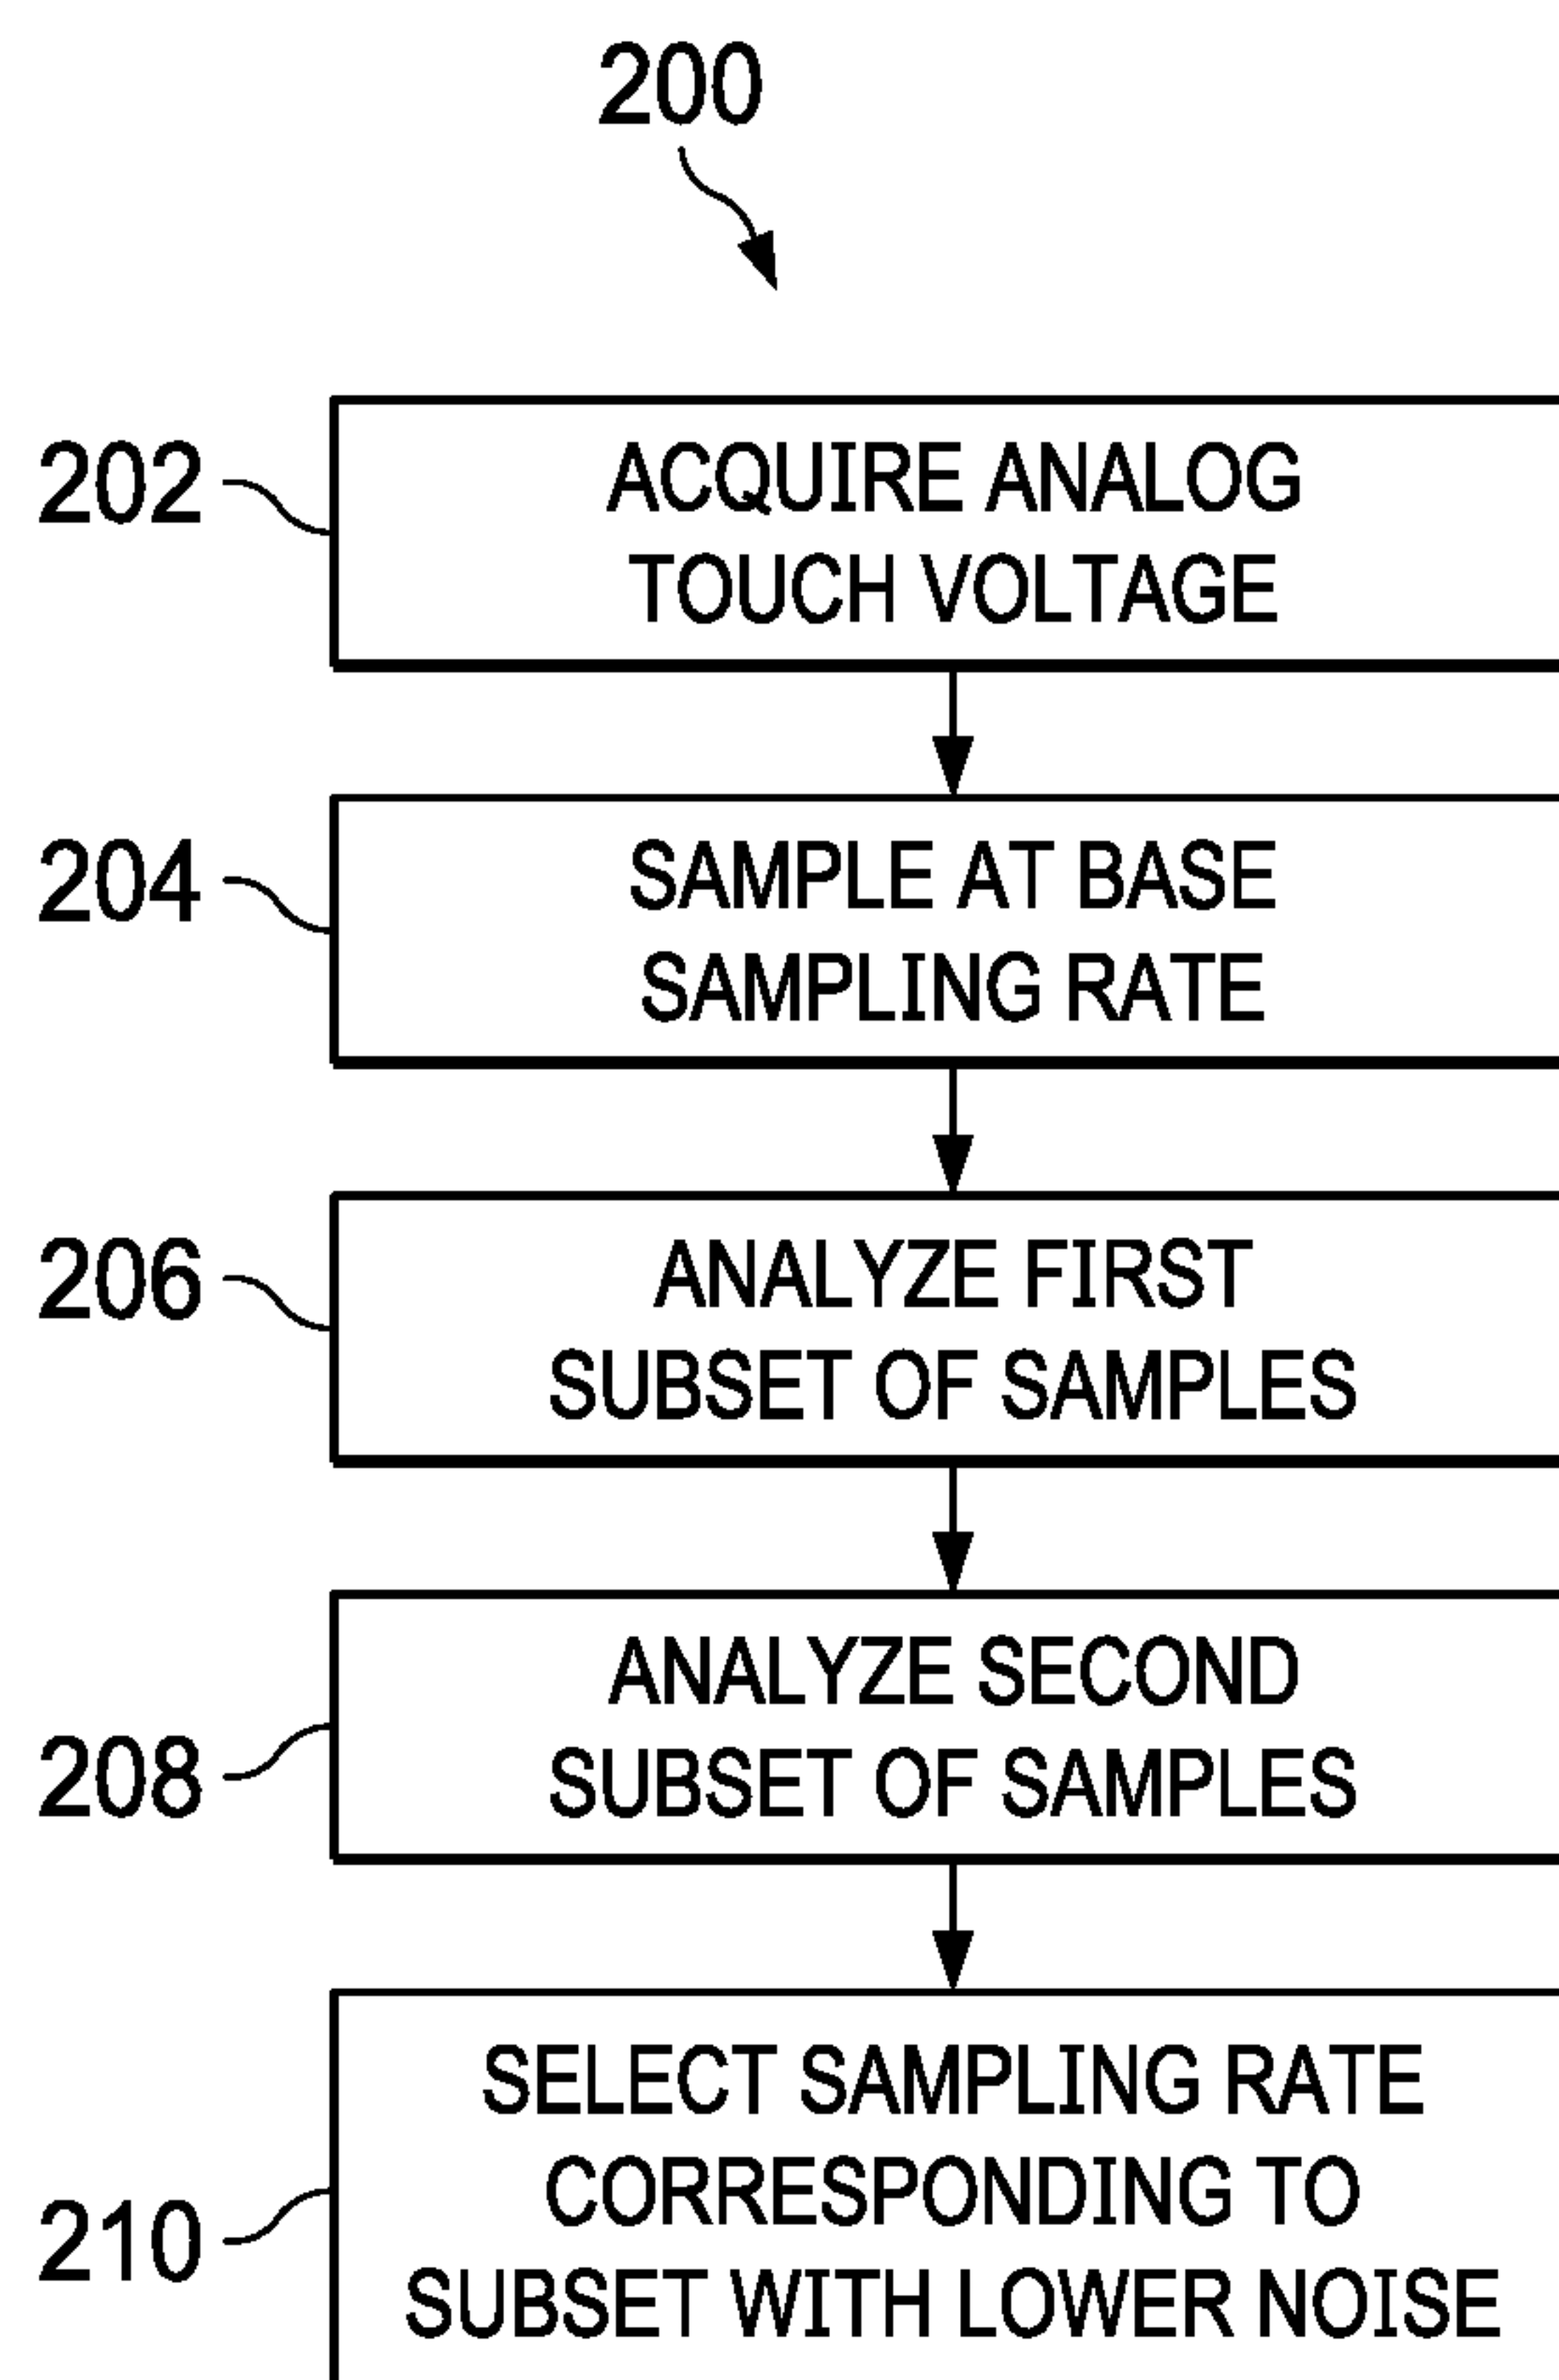 200
202
ACQUIRE ANALOG
TOUCH VOLTAGE
204
SAMPLE AT BASE
SAMPLING RATE
206
ANALYZE FIRST
SUBSET OF SAMPLES
208
ANALYZE SECOND
SUBSET OF SAMPLES
210
SELECT SAMPLING RATE
CORRESPONDING TO
SUBSET WITH LOWER NOISE